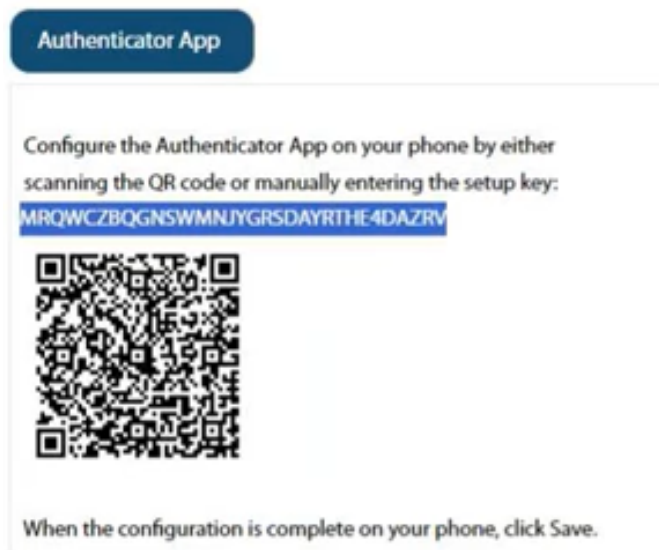 Authenticator App
Configure the Authenticator App on your phone by either
scanning the QR code or manually entering the setup key:
MRQWCZBQGNSWMNJYGRSDAYRTHE4DAZRV
When the configuration is complete on your phone, click Save.